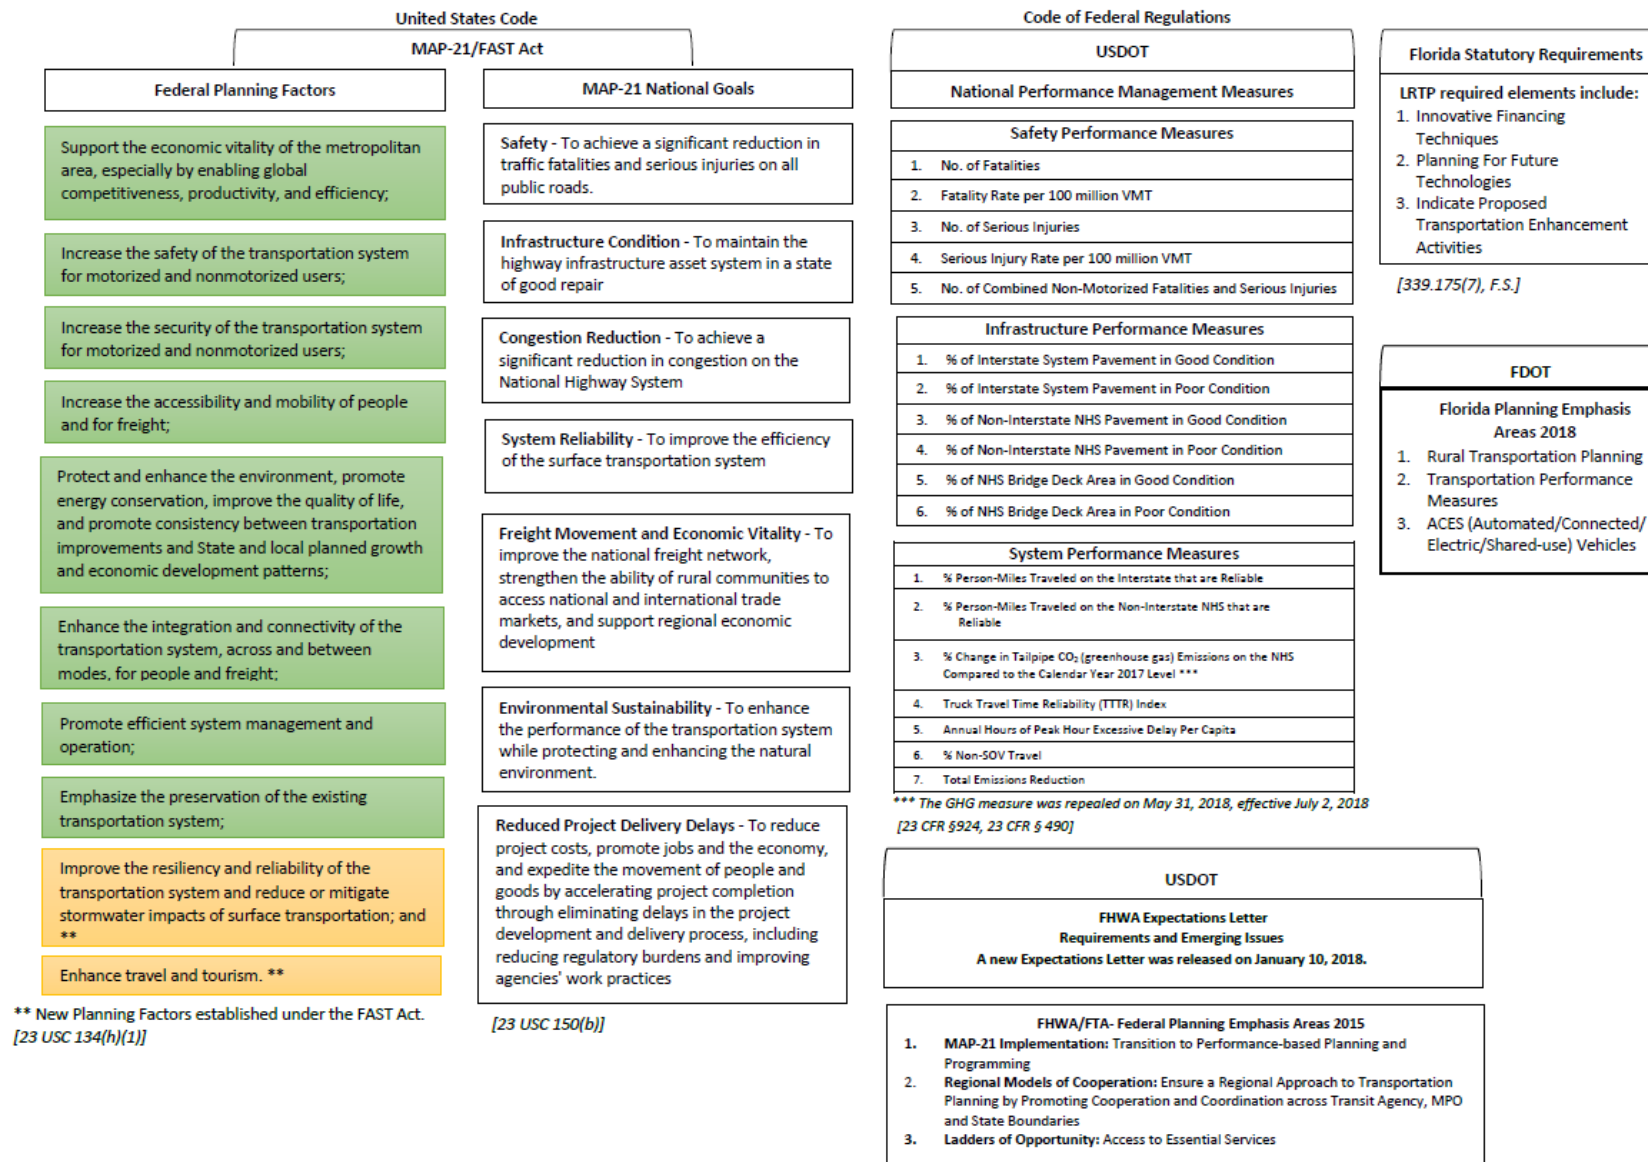 United States Code
MAP-21/FAST Act
Federal Planning Factors
Support the economic vitality of the metropolitan
area, especially by enabling global
competitiveness, productivity, and efficiency;
Increase the safety of the transportation system
for motorized and nonmotorized users;
Increase the security of the transportation system
for motorized and nonmotorized users;
Increase the accessibility and mobility of people
and for freight;
Protect and enhance the environment, promote
energy conservation, improve the quality of life,
and promote consistency between transportation
improvements and State and local planned growth
and economic development patterns;
Enhance the integration and connectivity of the
transportation system, across and between
modes, for people and freight;
Promote efficient system management and
operation;
Emphasize the preservation of the existing
transportation system;
Improve the resiliency and reliability of the
transportation system and reduce or mitigate
stormwater impacts of surface transportation; and
**
Enhance travel and tourism. **
** New Planning Factors established under the FAST Act.
[23 USC 134(h)(1)]
MAP-21 National Goals
Safety - To achieve a significant reduction in
traffic fatalities and serious injuries on all
public roads.
Infrastructure Condition - To maintain the
highway infrastructure asset system in a state
of good repair
Congestion Reduction - To achieve a
significant reduction in congestion on the
National Highway System
System Reliability - To improve the efficiency
of the surface transportation system
Freight Movement and Economic Vitality - To
improve the national freight network,
strengthen the ability of rural communities to
access national and international trade
markets, and support regional economic
development
Environmental Sustainability - To enhance
the performance of the transportation system
while protecting and enhancing the natural
environment.
Reduced Project Delivery Delays - To reduce
project costs, promote jobs and the economy,
and expedite the movement of people and
goods by accelerating project completion
through eliminating delays in the project
development and delivery process, including
reducing regulatory burdens and improving
agencies' work practices
[23 USC 150(b)]
Code of Federal Regulations
USDOT
National Performance Management Measures
Safety Performance Measures
1. No. of Fatalities
2. Fatality Rate per 100 million VMT
3. No. of Serious Injuries
4. Serious Injury Rate per 100 million VMT
5. No. of Combined Non-Motorized Fatalities and Serious Injuries
Infrastructure Performance Measures
1. % of Interstate System Pavement in Good Condition
2. % of Interstate System Pavement in Poor Condition
3. % of Non-Interstate NHS Pavement in Good Condition
4. % of Non-Interstate NHS Pavement in Poor Condition
5. % of NHS Bridge Deck Area in Good Condition
6. % of NHS Bridge Deck Area in Poor Condition
System Performance Measures
1. % Person-Miles Traveled on the Interstate that are Reliable
2. % Person-Miles Traveled on the Non-Interstate NHS that are
Reliable
3. % Change in Tailpipe CO₂ (greenhouse gas) Emissions on the NHS
Compared to the Calendar Year 2017 Level ***
4. Truck Travel Time Reliability (TTTR) Index
5. Annual Hours of Peak Hour Excessive Delay Per Capita
6. % Non-SOV Travel
7. Total Emissions Reduction
*** The GHG measure was repealed on May 31, 2018, effective July 2, 2018
[23 CFR §924, 23 CFR § 490]
USDOT
FHWA Expectations Letter
Requirements and Emerging Issues
A new Expectations Letter was released on January 10, 2018.
FHWA/FTA- Federal Planning Emphasis Areas 2015
1. MAP-21 Implementation: Transition to Performance-based Planning and
Programming
2. Regional Models of Cooperation: Ensure a Regional Approach to Transportation
Planning by Promoting Cooperation and Coordination across Transit Agency, MPO
and State Boundaries
3. Ladders of Opportunity: Access to Essential Services
Florida Statutory Requirements
LRTP required elements include:
1. Innovative Financing
Techniques
2. Planning For Future
Technologies
3. Indicate Proposed
Transportation Enhancement
Activities
[339.175(7), F.S.]
FDOT
Florida Planning Emphasis
Areas 2018
1. Rural Transportation Planning
2. Transportation Performance
Measures
3. ACES (Automated/Connected/
Electric/Shared-use) Vehicles